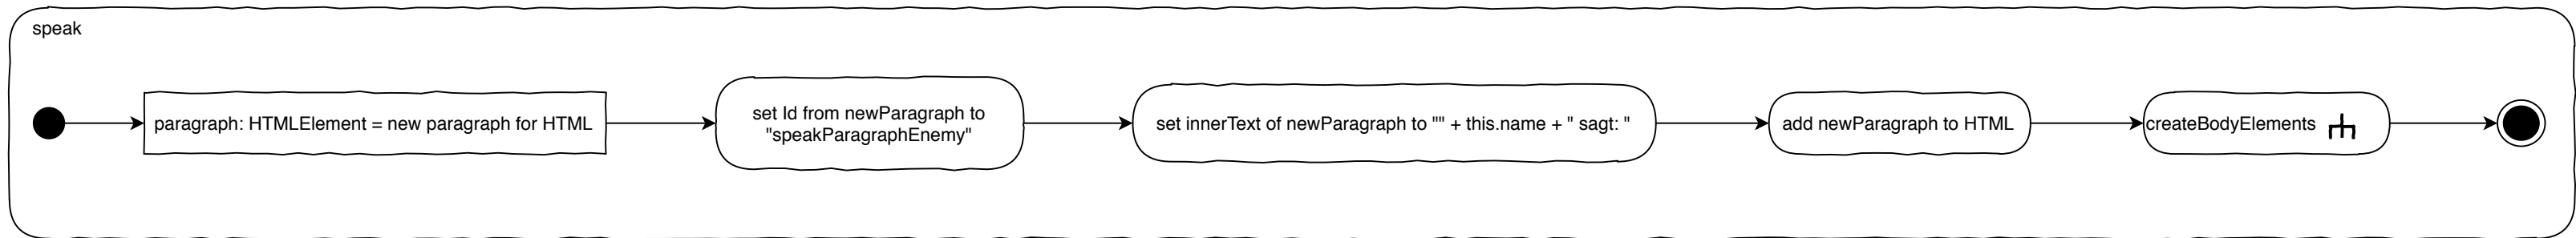 speak
paragraph: HTMLElement = new paragraph for HTML
set Id from newParagraph to
"speakParagraphEnemy"
set innerText of newParagraph to "" + this.name + " sagt: "
add newParagraph to HTML
createBodyElements